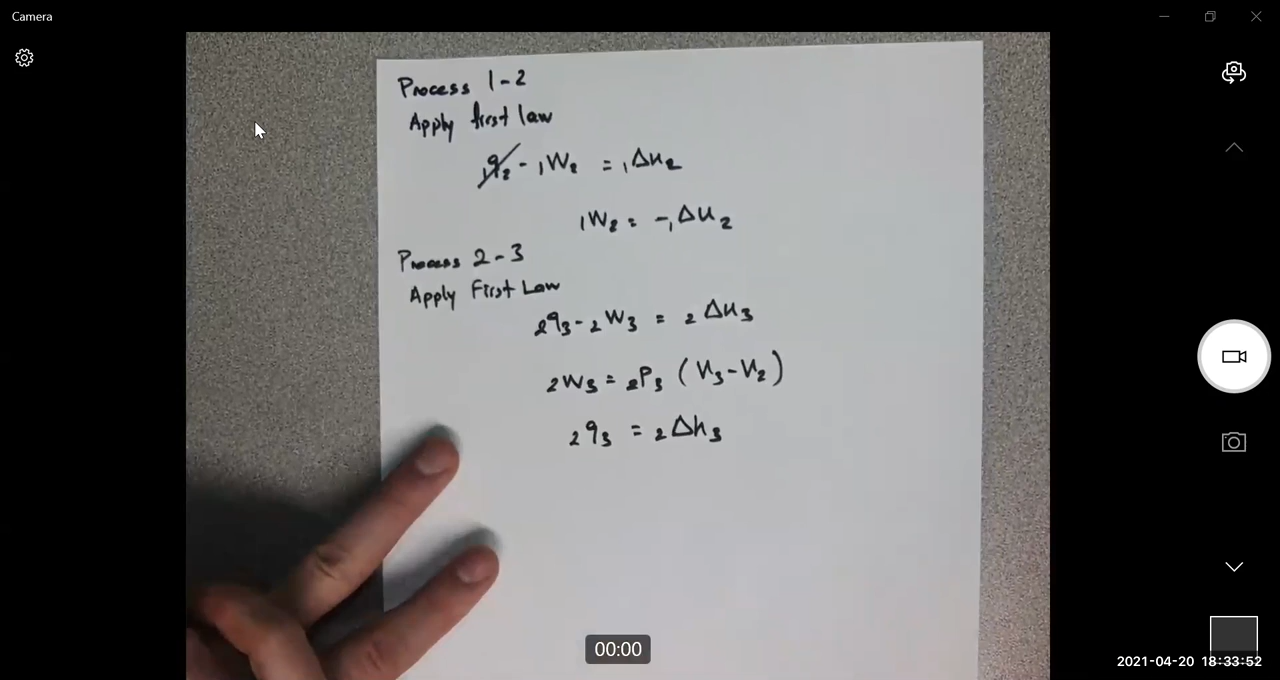 Camera
Process 1-2
Apply first law
₁q₂ - ₁W₂ = ₁Δu₂
₁W₂ = -₁Δu₂
Process 2-3
Apply First Law
₂q₃ - ₂W₃ = ₂Δu₃
₂W₃ = ₂P₃ (V₃-V₂)
₂q₃ = ₂Δh₃
00:00
2021-04-20 18:33:52